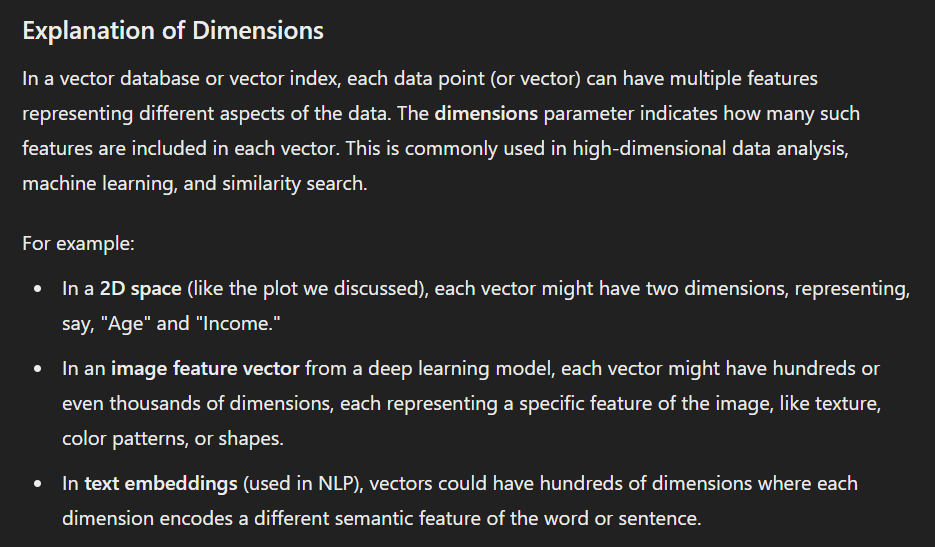 Explanation of Dimensions
In a vector database or vector index, each data point (or vector) can have multiple features
representing different aspects of the data. The dimensions parameter indicates how many such
features are included in each vector. This is commonly used in high-dimensional data analysis,
machine learning, and similarity search.
For example:
• In a 2D space (like the plot we discussed), each vector might have two dimensions, representing,
say, "Age" and "Income."
• In an image feature vector from a deep learning model, each vector might have hundreds or
even thousands of dimensions, each representing a specific feature of the image, like texture,
color patterns, or shapes.
• In text embeddings (used in NLP), vectors could have hundreds of dimensions where each
dimension encodes a different semantic feature of the word or sentence.